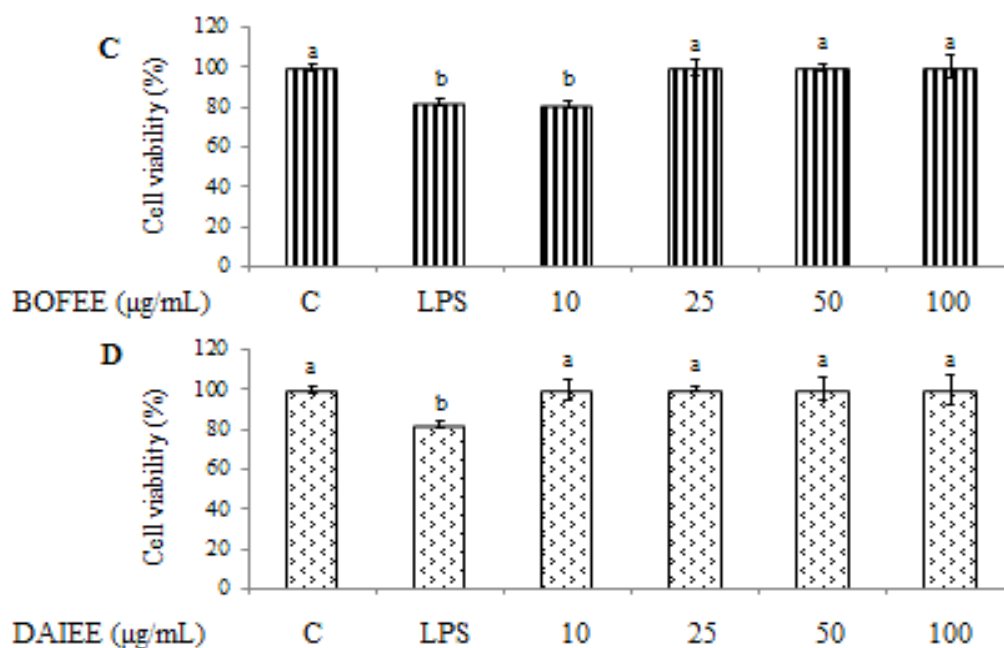 C
Cell viability (%)
120
100
80
60
40
20
0
a b b a a a
BOFEE (µg/mL) C LPS 10 25 50 100
D
Cell viability (%)
120
100
80
60
40
20
0
a b a a a a
DAIEE (µg/mL) C LPS 10 25 50 100